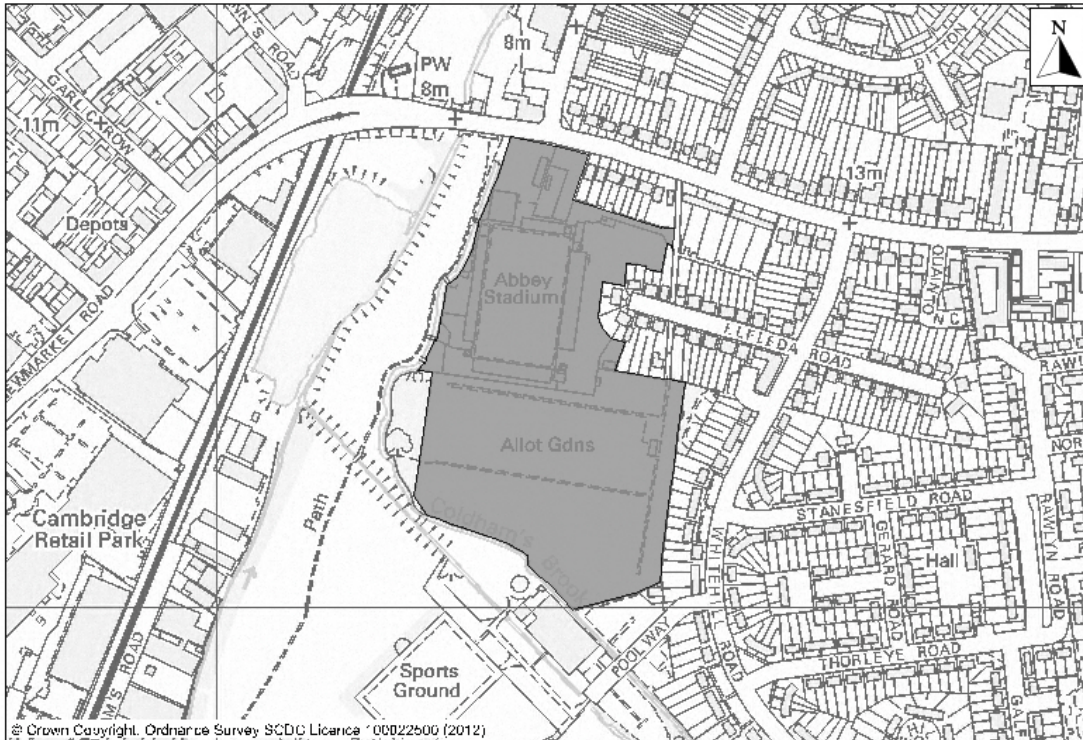 N
PW
8m
8m
GARLIC ROW
11m
13m
Depots
Abbey
Stadium
ELFLEDA ROAD
QUAINTON C
NEWMARKET ROAD
Allot Gdns
STANESFIELD ROAD
GERARD ROAD
RAWLYN ROAD
Hall
Cambridge
Retail Park
Path
Coldham's Brook
WHITEHILL ROAD
POOL WAY
THORLEYE ROAD
Sports
Ground
© Crown Copyright. Ordnance Survey SCDC Licence 100022500 (2012)